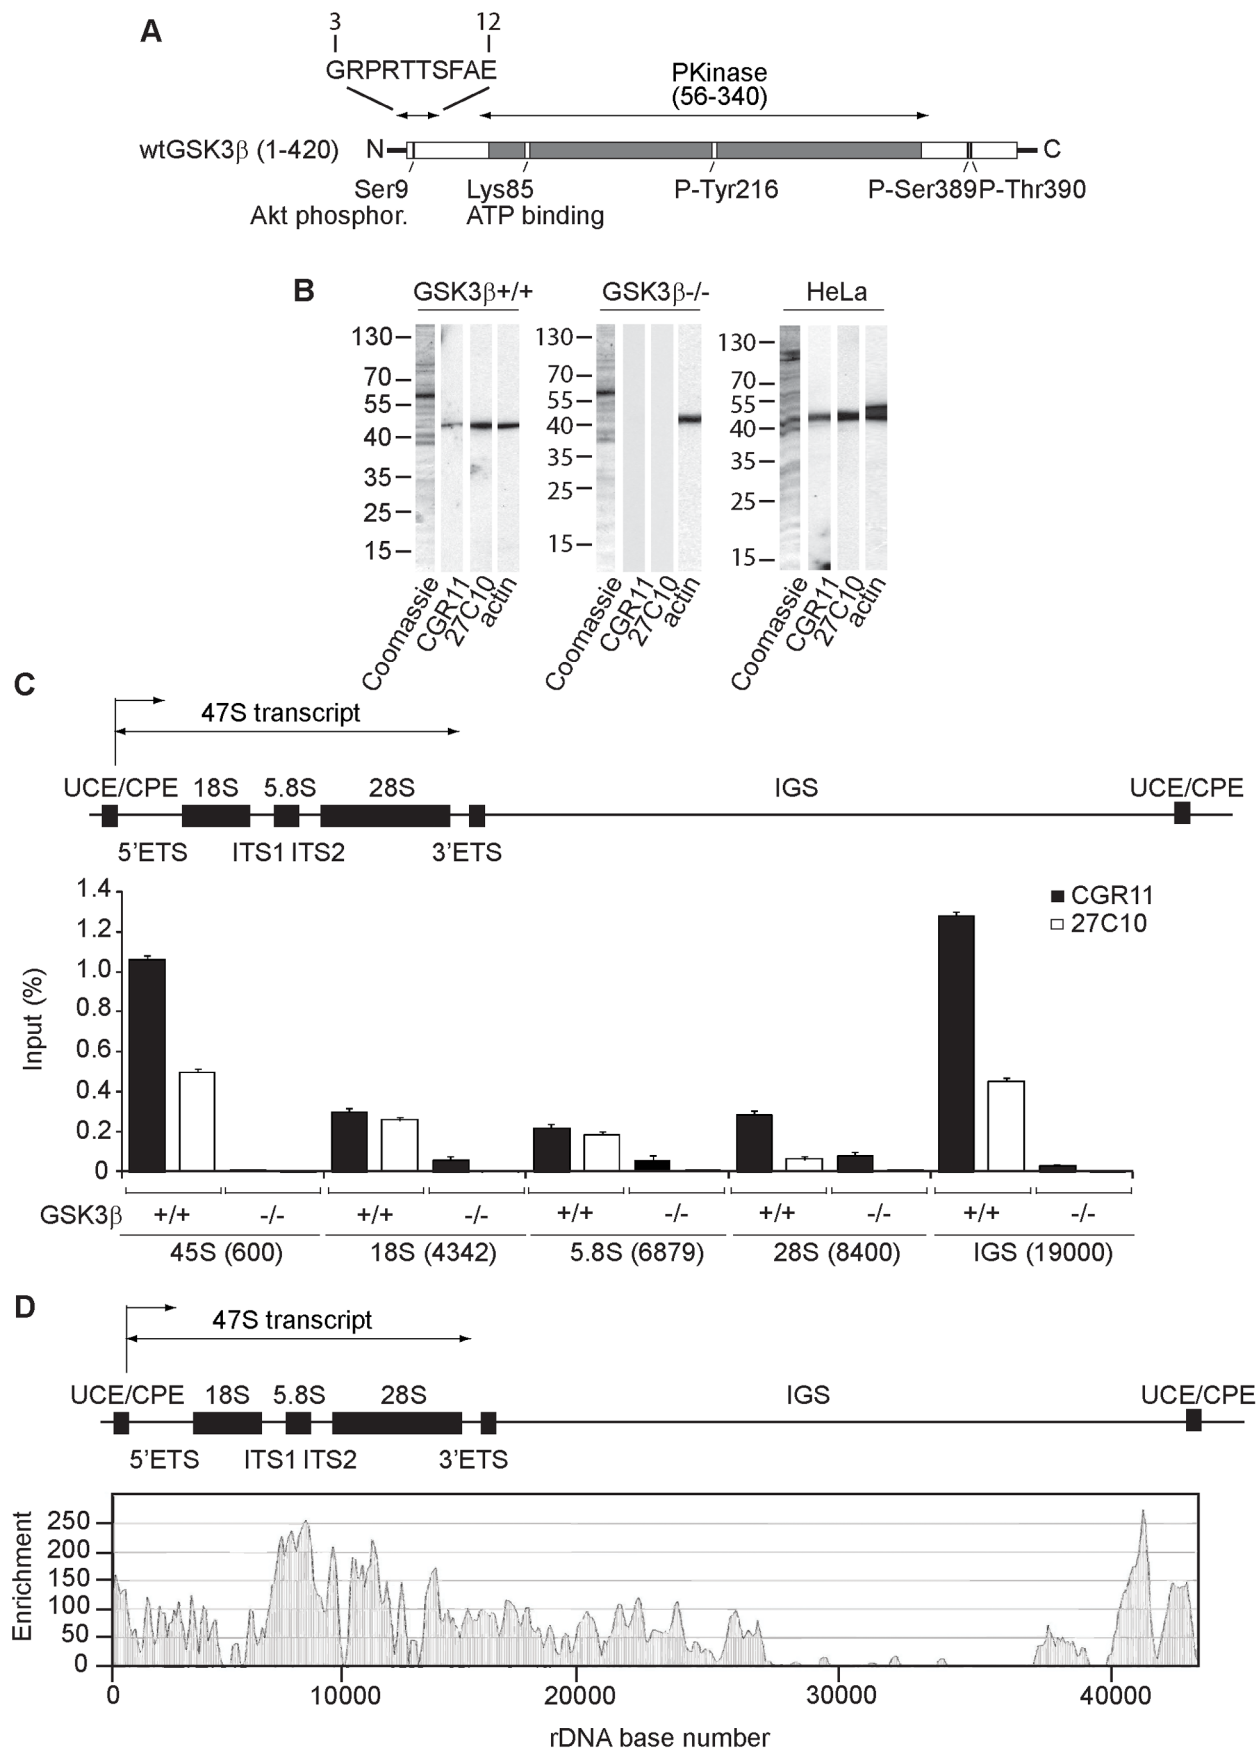 A
3 12
GRPRTTSFAE
PKinase
(56-340)
wtGSK3β (1-420) N C
Ser9 Lys85 P-Tyr216 P-Ser389 P-Thr390
Akt phosphor. ATP binding
B
GSK3β+/+ GSK3β-/- HeLa
130 130 130
70 70 70
55 55 55
40 40 40
35 35 35
25 25 25
15 15 15
Coomassie CGR11 27C10 actin Coomassie CGR11 27C10 actin Coomassie CGR11 27C10 actin
C
47S transcript
UCE/CPE 18S 5.8S 28S IGS UCE/CPE
5’ETS ITS1 ITS2 3’ETS
1.4
1.2
1.0
0.8
0.6
0.4
0.2
0
Input (%)
CGR11
27C10
GSK3β +/+ -/- +/+ -/- +/+ -/- +/+ -/- +/+ -/-
45S (600) 18S (4342) 5.8S (6879) 28S (8400) IGS (19000)
D
47S transcript
UCE/CPE 18S 5.8S 28S IGS UCE/CPE
5’ETS ITS1 ITS2 3’ETS
Enrichment
250
200
150
100
50
0
0 10000 20000 30000 40000
rDNA base number